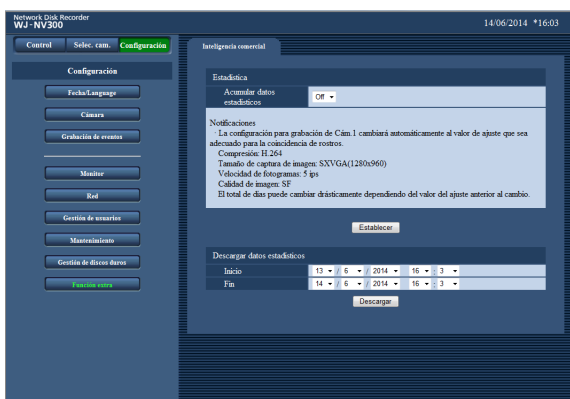 Network Disk Recorder
WJ-NV300
14/06/2014 *16:03
Control
Selec. cam.
Configuración
Configuración
Fecha/Language
Cámara
Grabación de eventos
Monitor
Red
Gestión de usuarios
Mantenimiento
Gestión de discos duros
Función extra
Inteligencia comercial
Estadística
Acumular datos
estadísticos
Off
Notificaciones
· La configuración para grabación de Cám.1 cambiará automáticamente al valor de ajuste que sea
adecuado para la coincidencia de rostros.
Compresión: H.264
Tamaño de captura de imagen: SXVGA(1280x960)
Velocidad de fotogramas: 5 ips
Calidad de imagen: SF
El total de días puede cambiar drásticamente dependiendo del valor del ajuste anterior al cambio.
Establecer
Descargar datos estadísticos
Inicio 13 / 6 / 2014 16 : 3
Fin 14 / 6 / 2014 16 : 3
Descargar